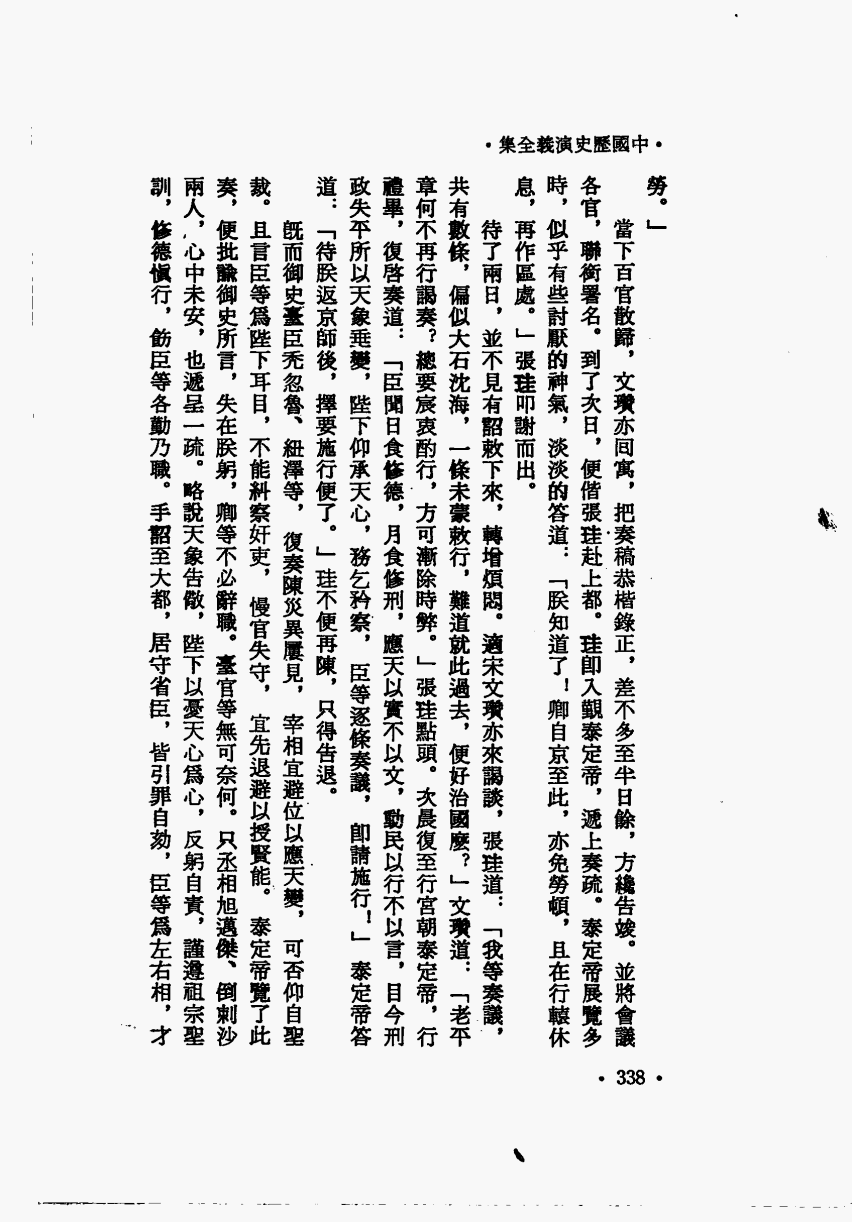 •中國歷史演義全集•
勞。」
當下百官散歸，文瓚亦囘寓，把奏稿恭楷錄正，差不多至半日餘，方纔告竣。並將會議
各官，聯銜署名。到了次日，便偕張珪赴上都。珪卽入覲泰定帝，遞上奏疏。泰定帝展覽多
時，似乎有些討厭的神氣，淡淡的答道：「朕知道了！卿自京至此，亦免勞頓，且在行轅休
息，再作區處。」張珪叩謝而出。
待了兩日，並不見有詔敕下來，轉增煩悶。適宋文瓚亦來謁談，張珪道：「我等奏議，
共有數條，偏似大石沈海，一條未蒙敕行，難道就此過去，便好治國麼？」文瓚道：「老平
章何不再行謁奏？總要宸衷酌行，方可漸除時弊。」張珪點頭。次晨復至行宮朝泰定帝，行
禮畢，復啓奏道：「臣聞日食修德，月食修刑，應天以實不以文，動民以行不以言，目今刑
政失平所以天象垂變，陛下仰承天心，務乞矜察，臣等逐條奏議，卽請施行！」泰定帝答
道：「待朕返京師後，擇要施行便了。」珪不便再陳，只得告退。
旣而御史臺臣禿忽魯、紐澤等，復奏陳災異屢見，宰相宜避位以應天變，可否仰自聖
裁。且言臣等爲陛下耳目，不能糾察奸吏，慢官失守，宜先退避以授賢能。泰定帝覽了此
奏，便批諭御史所言，失在朕躬，卿等不必辭職。臺官等無可奈何。只丞相旭邁傑、倒剌沙
兩人，心中未安，也遞呈一疏。略說天象告儆，陛下以憂天心爲心，反躬自責，謹遵祖宗聖
訓，修德愼行，飭臣等各勤乃職。手詔至大都，居守省臣，皆引罪自劾，臣等爲左右相，才
•338•